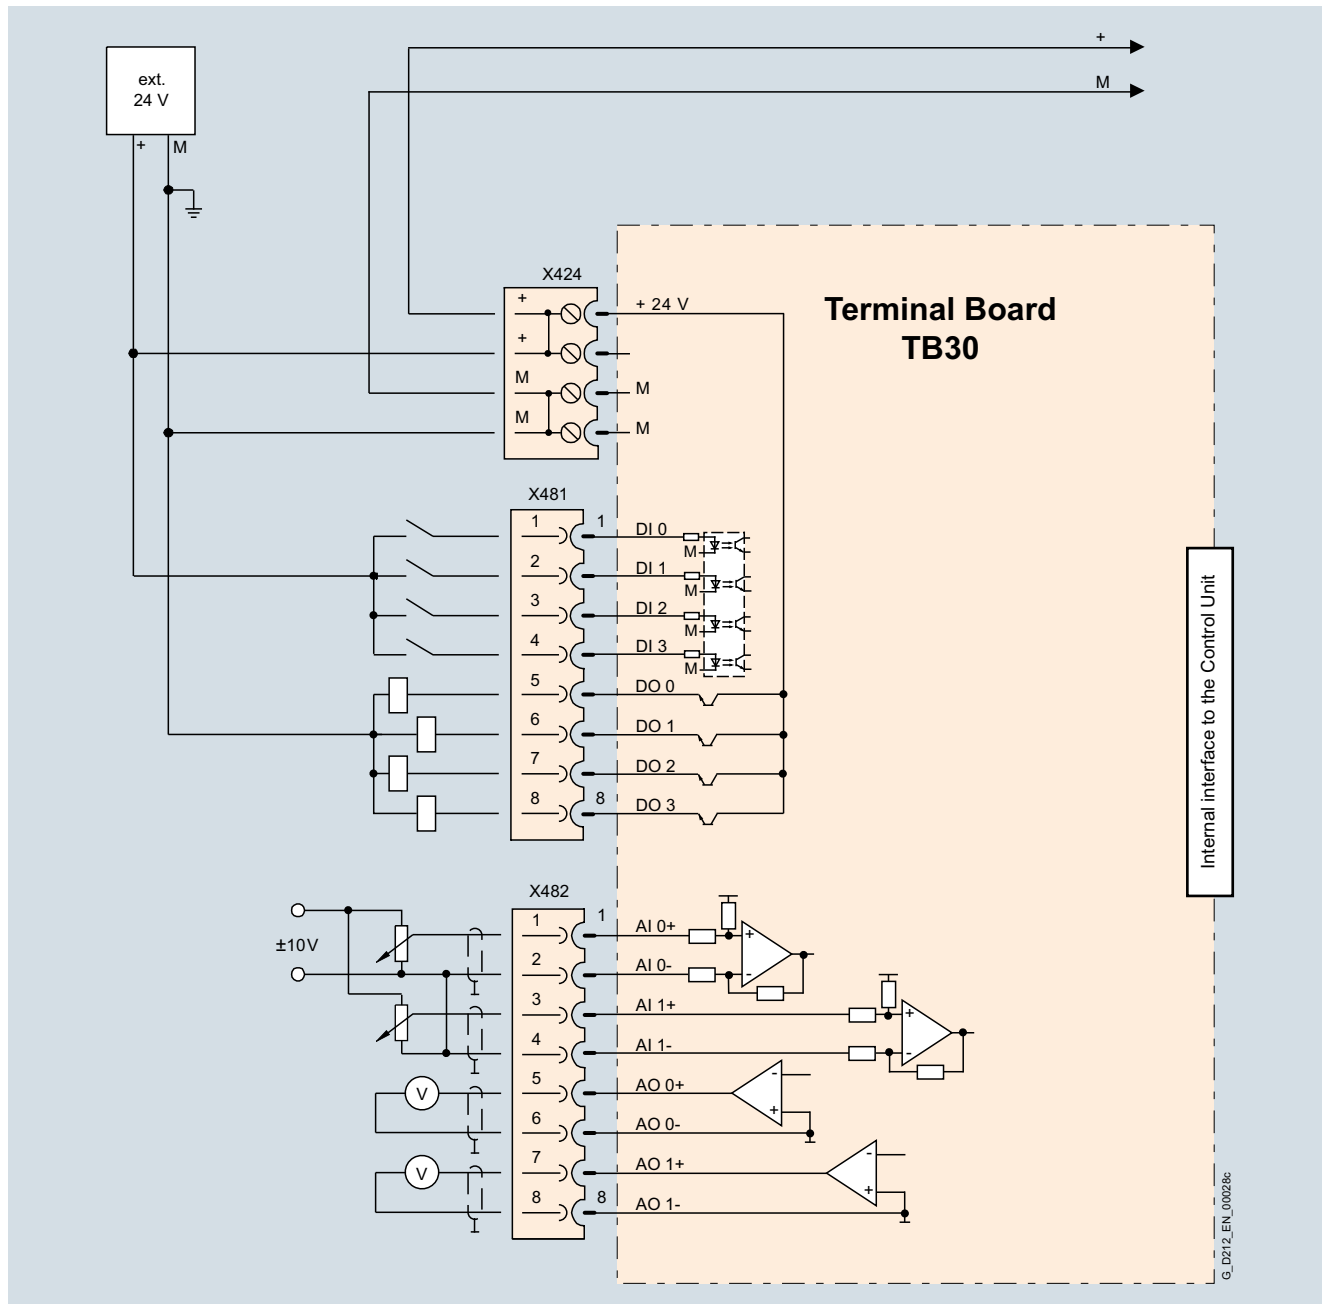 +
M
ext.
24 V
+ M
X424
+ + 24 V
+
M M
M M
Terminal Board
TB30
X481
1 1 DI 0
M
2 DI 1
M
3 DI 2
M
4 DI 3
M
5 DO 0
6 DO 1
7 DO 2
8 8 DO 3
Internal interface to the Control Unit
X482
±10V
1 1 AI 0+
+
2 AI 0-
-
3 AI 1+
+
4 AI 1-
-
V 5 AO 0+
-
+
6 AO 0-
V 7 AO 1+
-
+
8 8 AO 1-
G_D212_EN_00028c